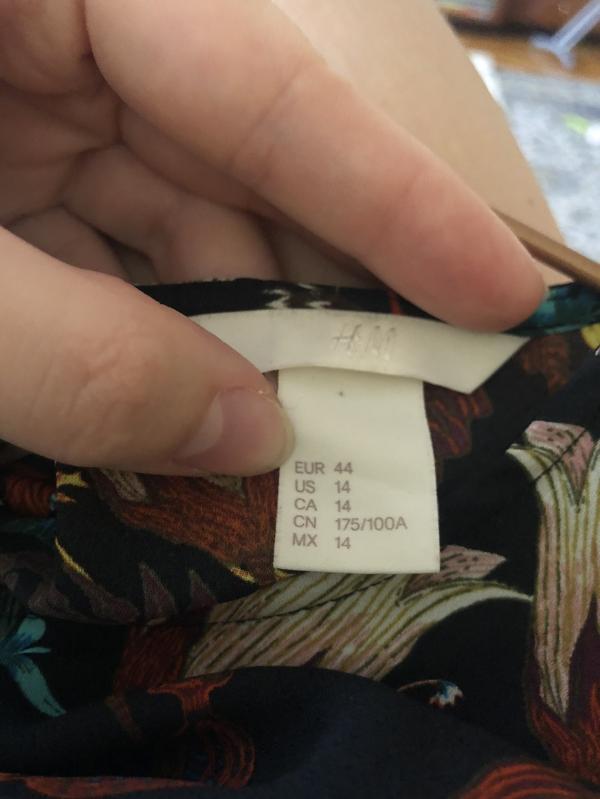 H&M
EUR 44
US 14
CA 14
CN 175/100A
MX 14